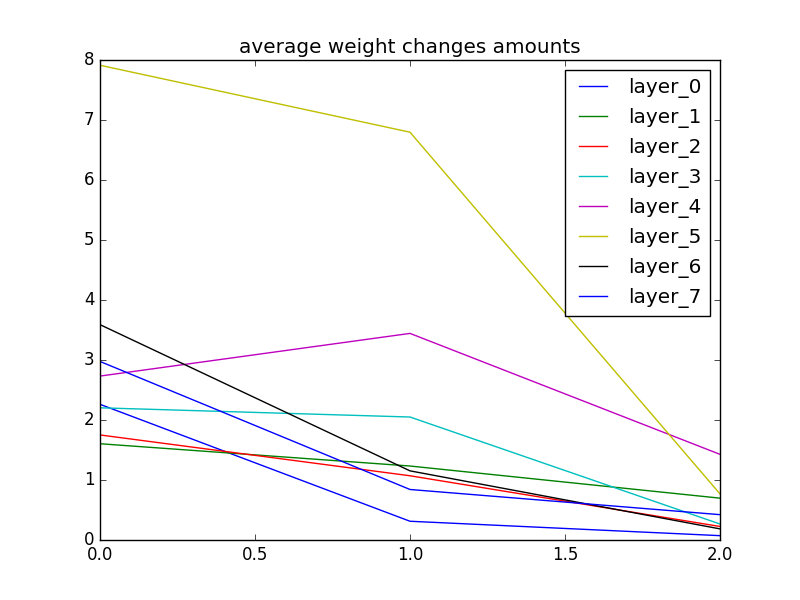 average weight changes amounts
8
7
6
5
4
3
2
1
0
0.0 0.5 1.0 1.5 2.0
layer_0
layer_1
layer_2
layer_3
layer_4
layer_5
layer_6
layer_7